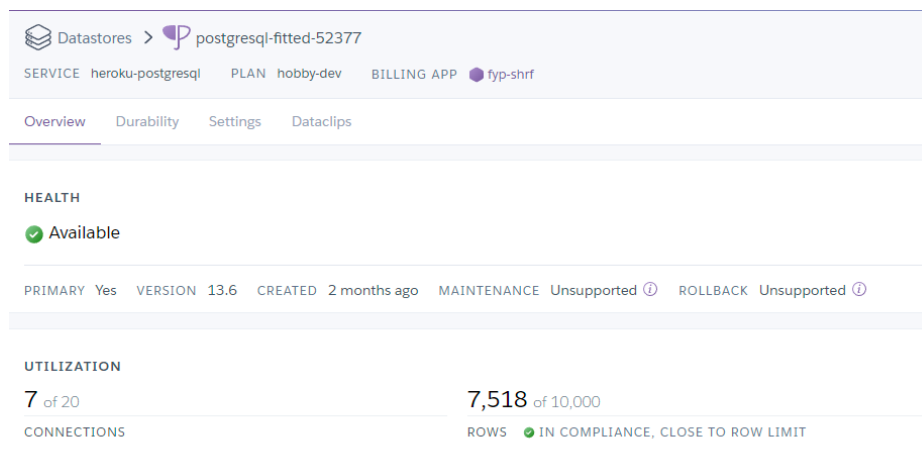 Datastores > postgresql-fitted-52377
SERVICE heroku-postgresql PLAN hobby-dev BILLING APP fyp-shrf
Overview Durability Settings Dataclips
HEALTH
Available
PRIMARY Yes VERSION 13.6 CREATED 2 months ago MAINTENANCE Unsupported i ROLLBACK Unsupported i
UTILIZATION
7 of 20 7,518 of 10,000
CONNECTIONS ROWS IN COMPLIANCE, CLOSE TO ROW LIMIT